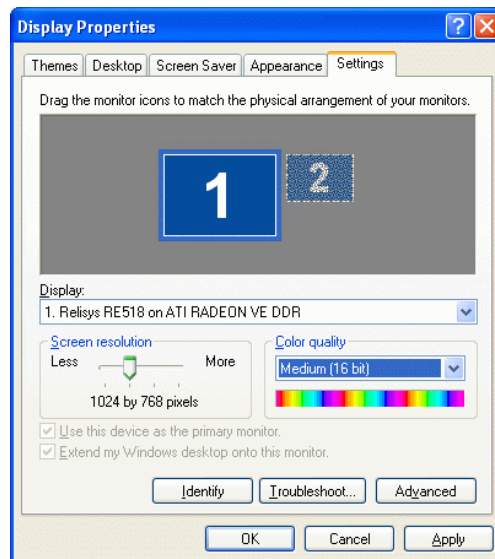 Display Properties
Themes Desktop Screen Saver Appearance Settings
Drag the monitor icons to match the physical arrangement of your monitors.
1 2
Display:
1. Relisys RE518 on ATI RADEON VE DDR
Screen resolution Color quality
Less More Medium (16 bit)
1024 by 768 pixels
Use this device as the primary monitor.
Extend my Windows desktop onto this monitor.
Identify Troubleshoot... Advanced
OK Cancel Apply